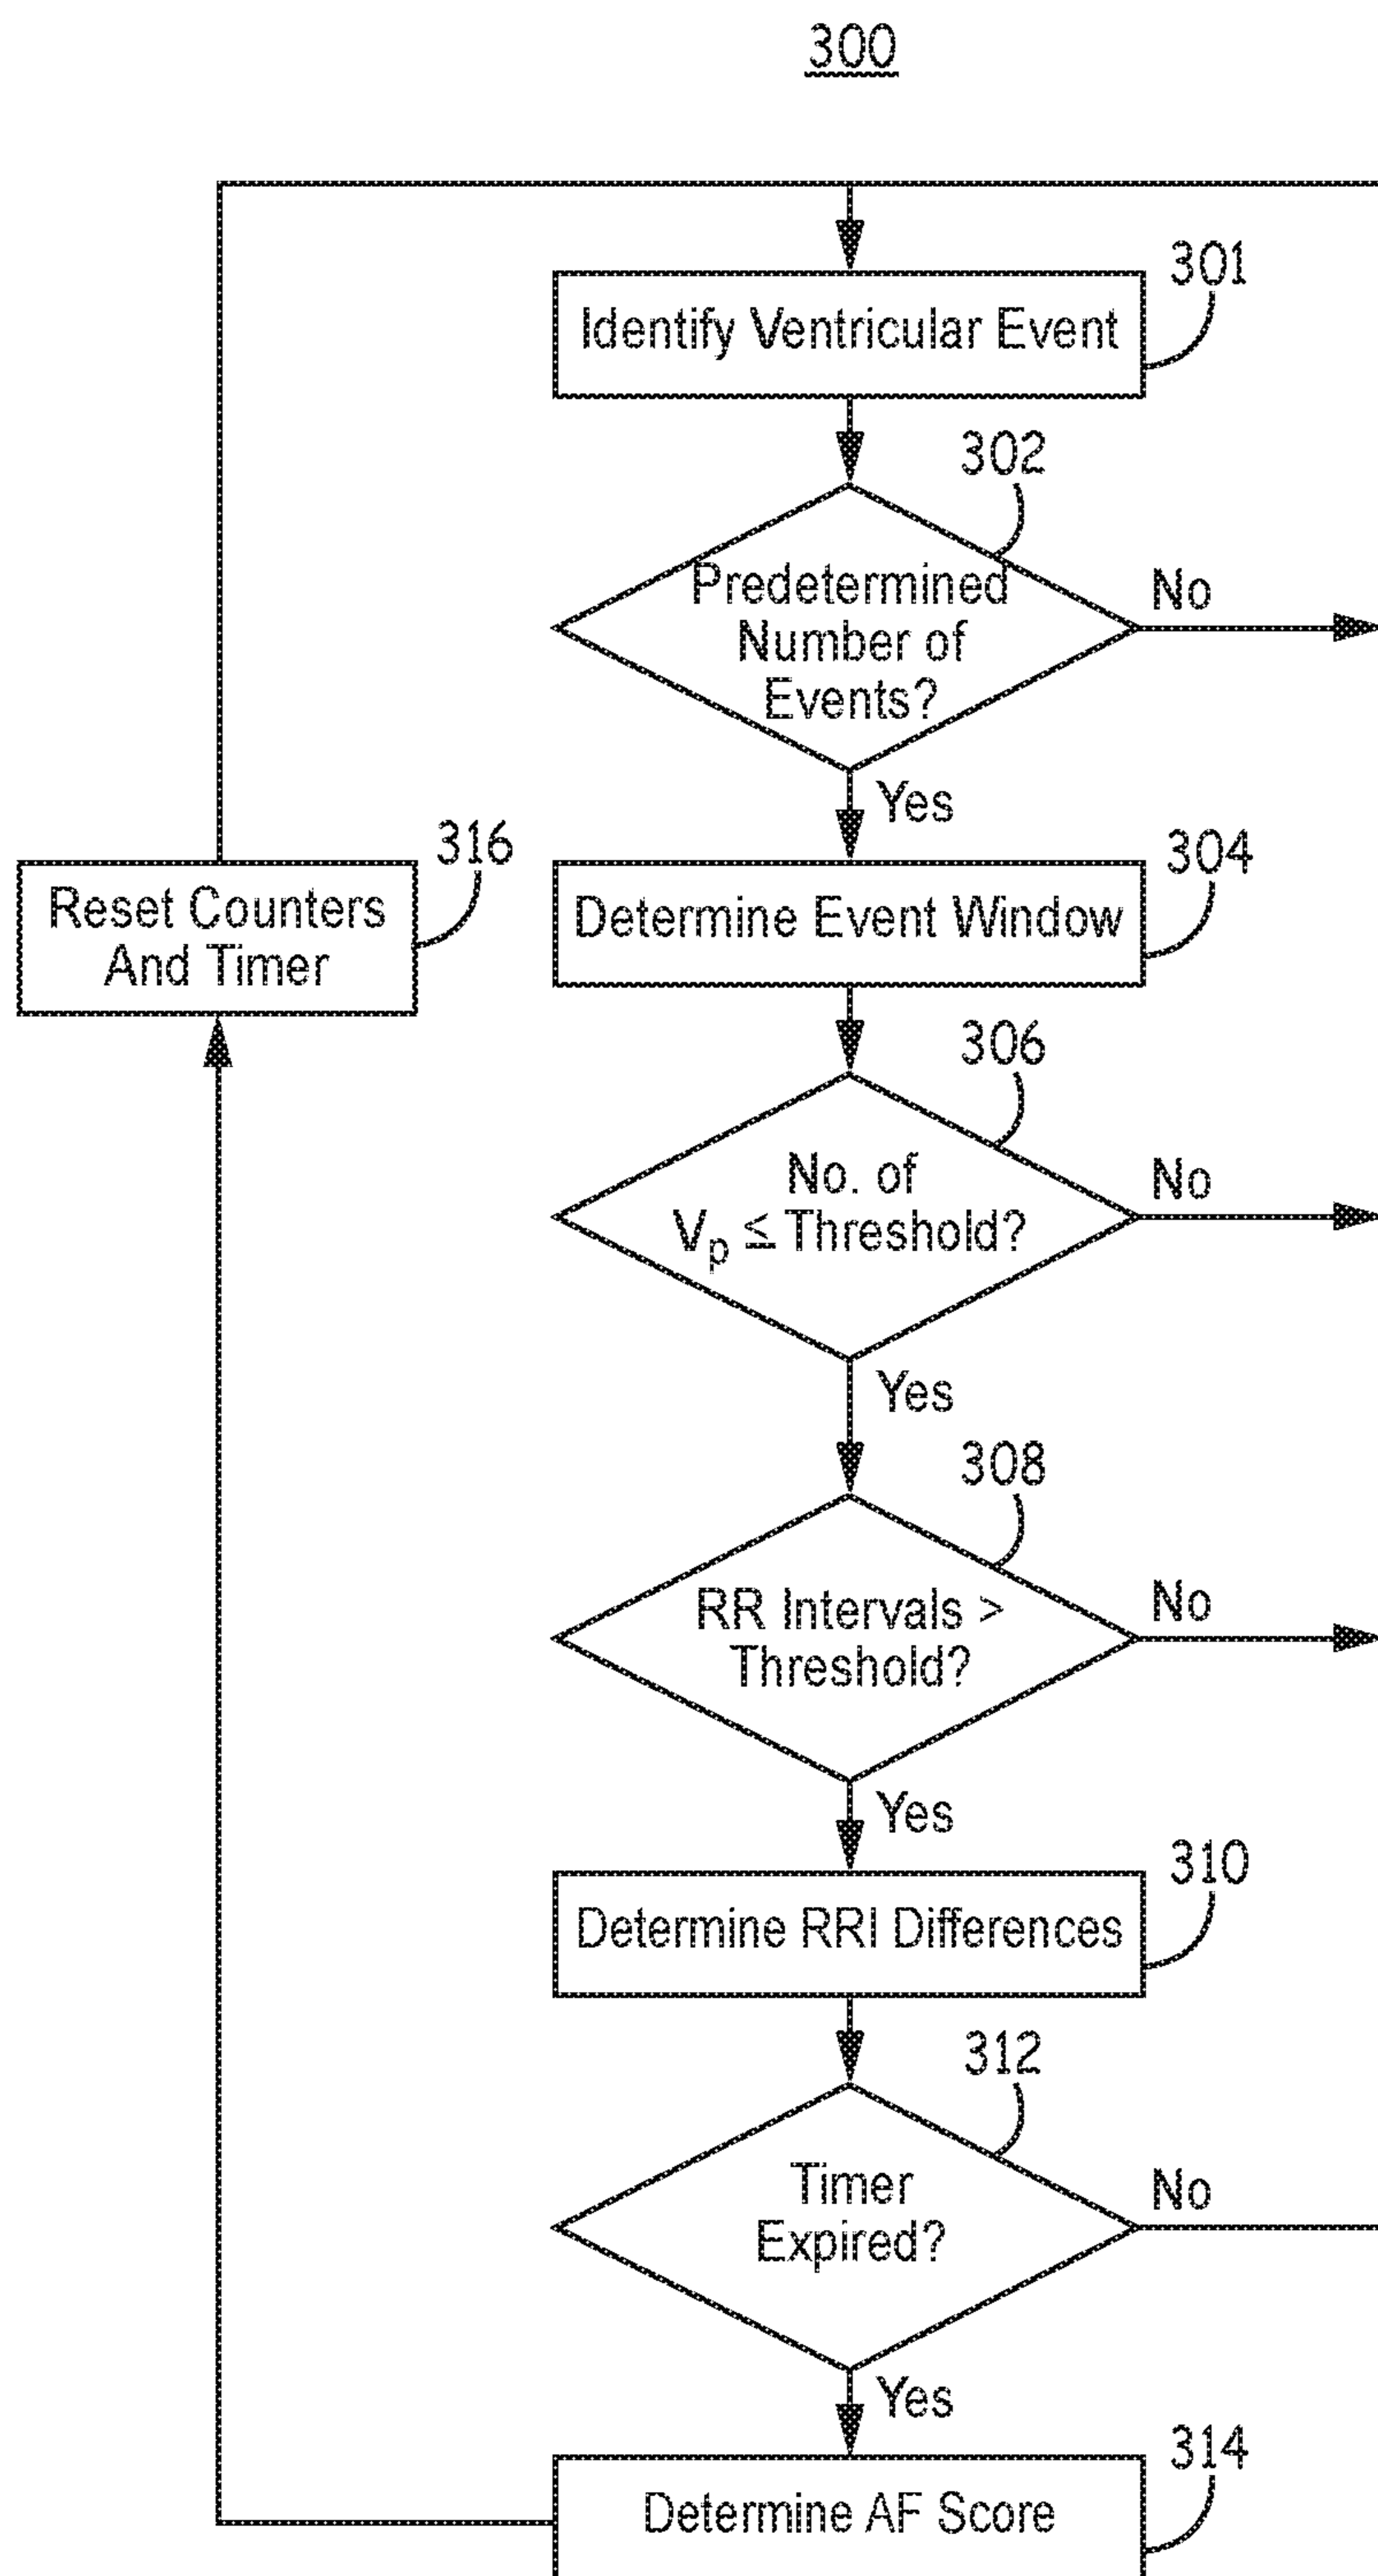 300
301
Identify Ventricular Event
302
Predetermined
Number of
Events?
No
Yes
316
Reset Counters
And Timer
304
Determine Event Window
306
No. of
Vp ≤ Threshold?
No
Yes
308
RR Intervals >
Threshold?
No
Yes
310
Determine RRI Differences
312
Timer
Expired?
No
Yes
314
Determine AF Score